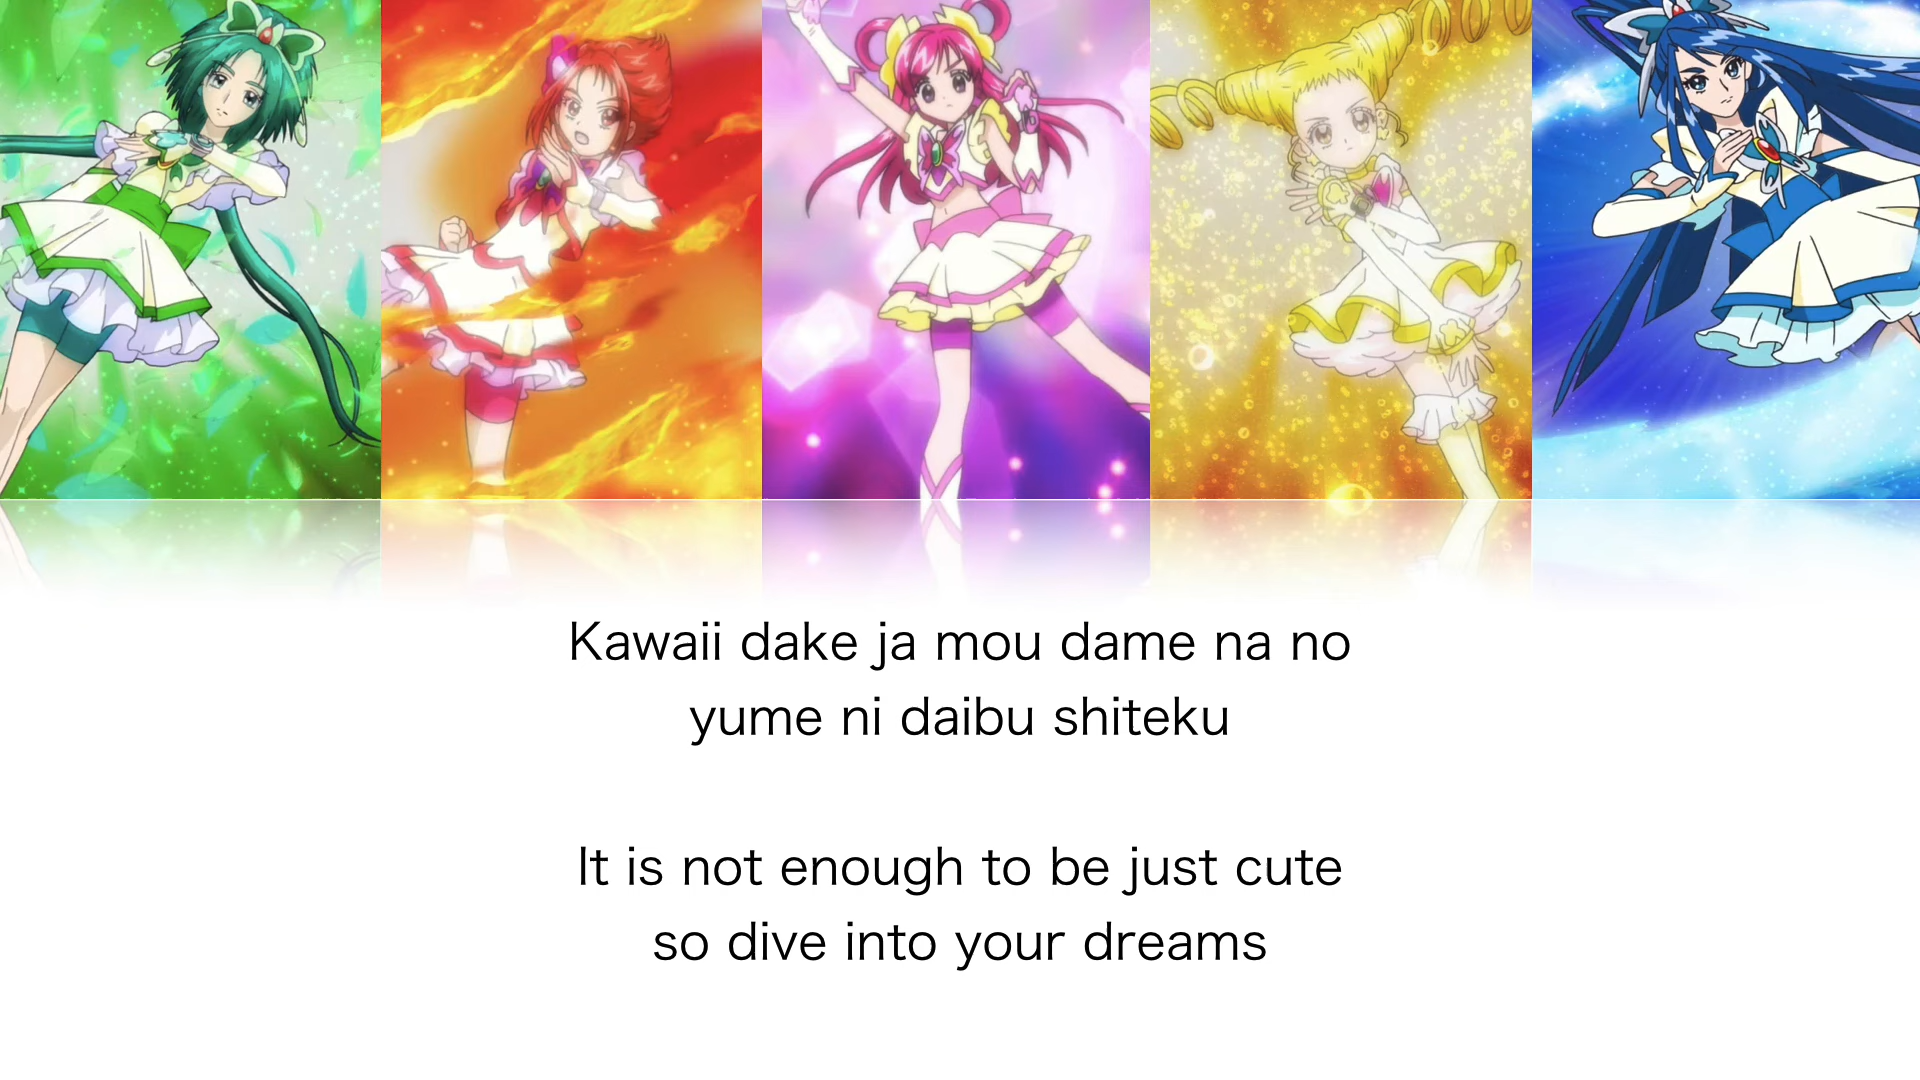 Kawaii dake ja mou dame na no
yume ni daibu shiteku
It is not enough to be just cute
so dive into your dreams